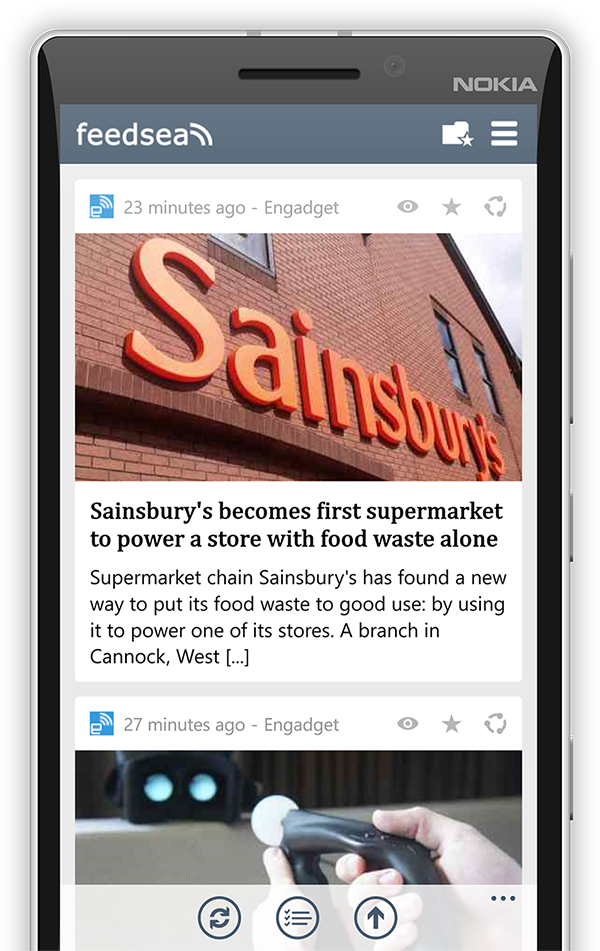 NOKIA
feedsea
23 minutes ago - Engadget
Sainsbury's
Sainsbury's becomes first supermarket
to power a store with food waste alone
Supermarket chain Sainsbury's has found a new
way to put its food waste to good use: by using
it to power one of its stores. A branch in
Cannock, West [...]
27 minutes ago - Engadget